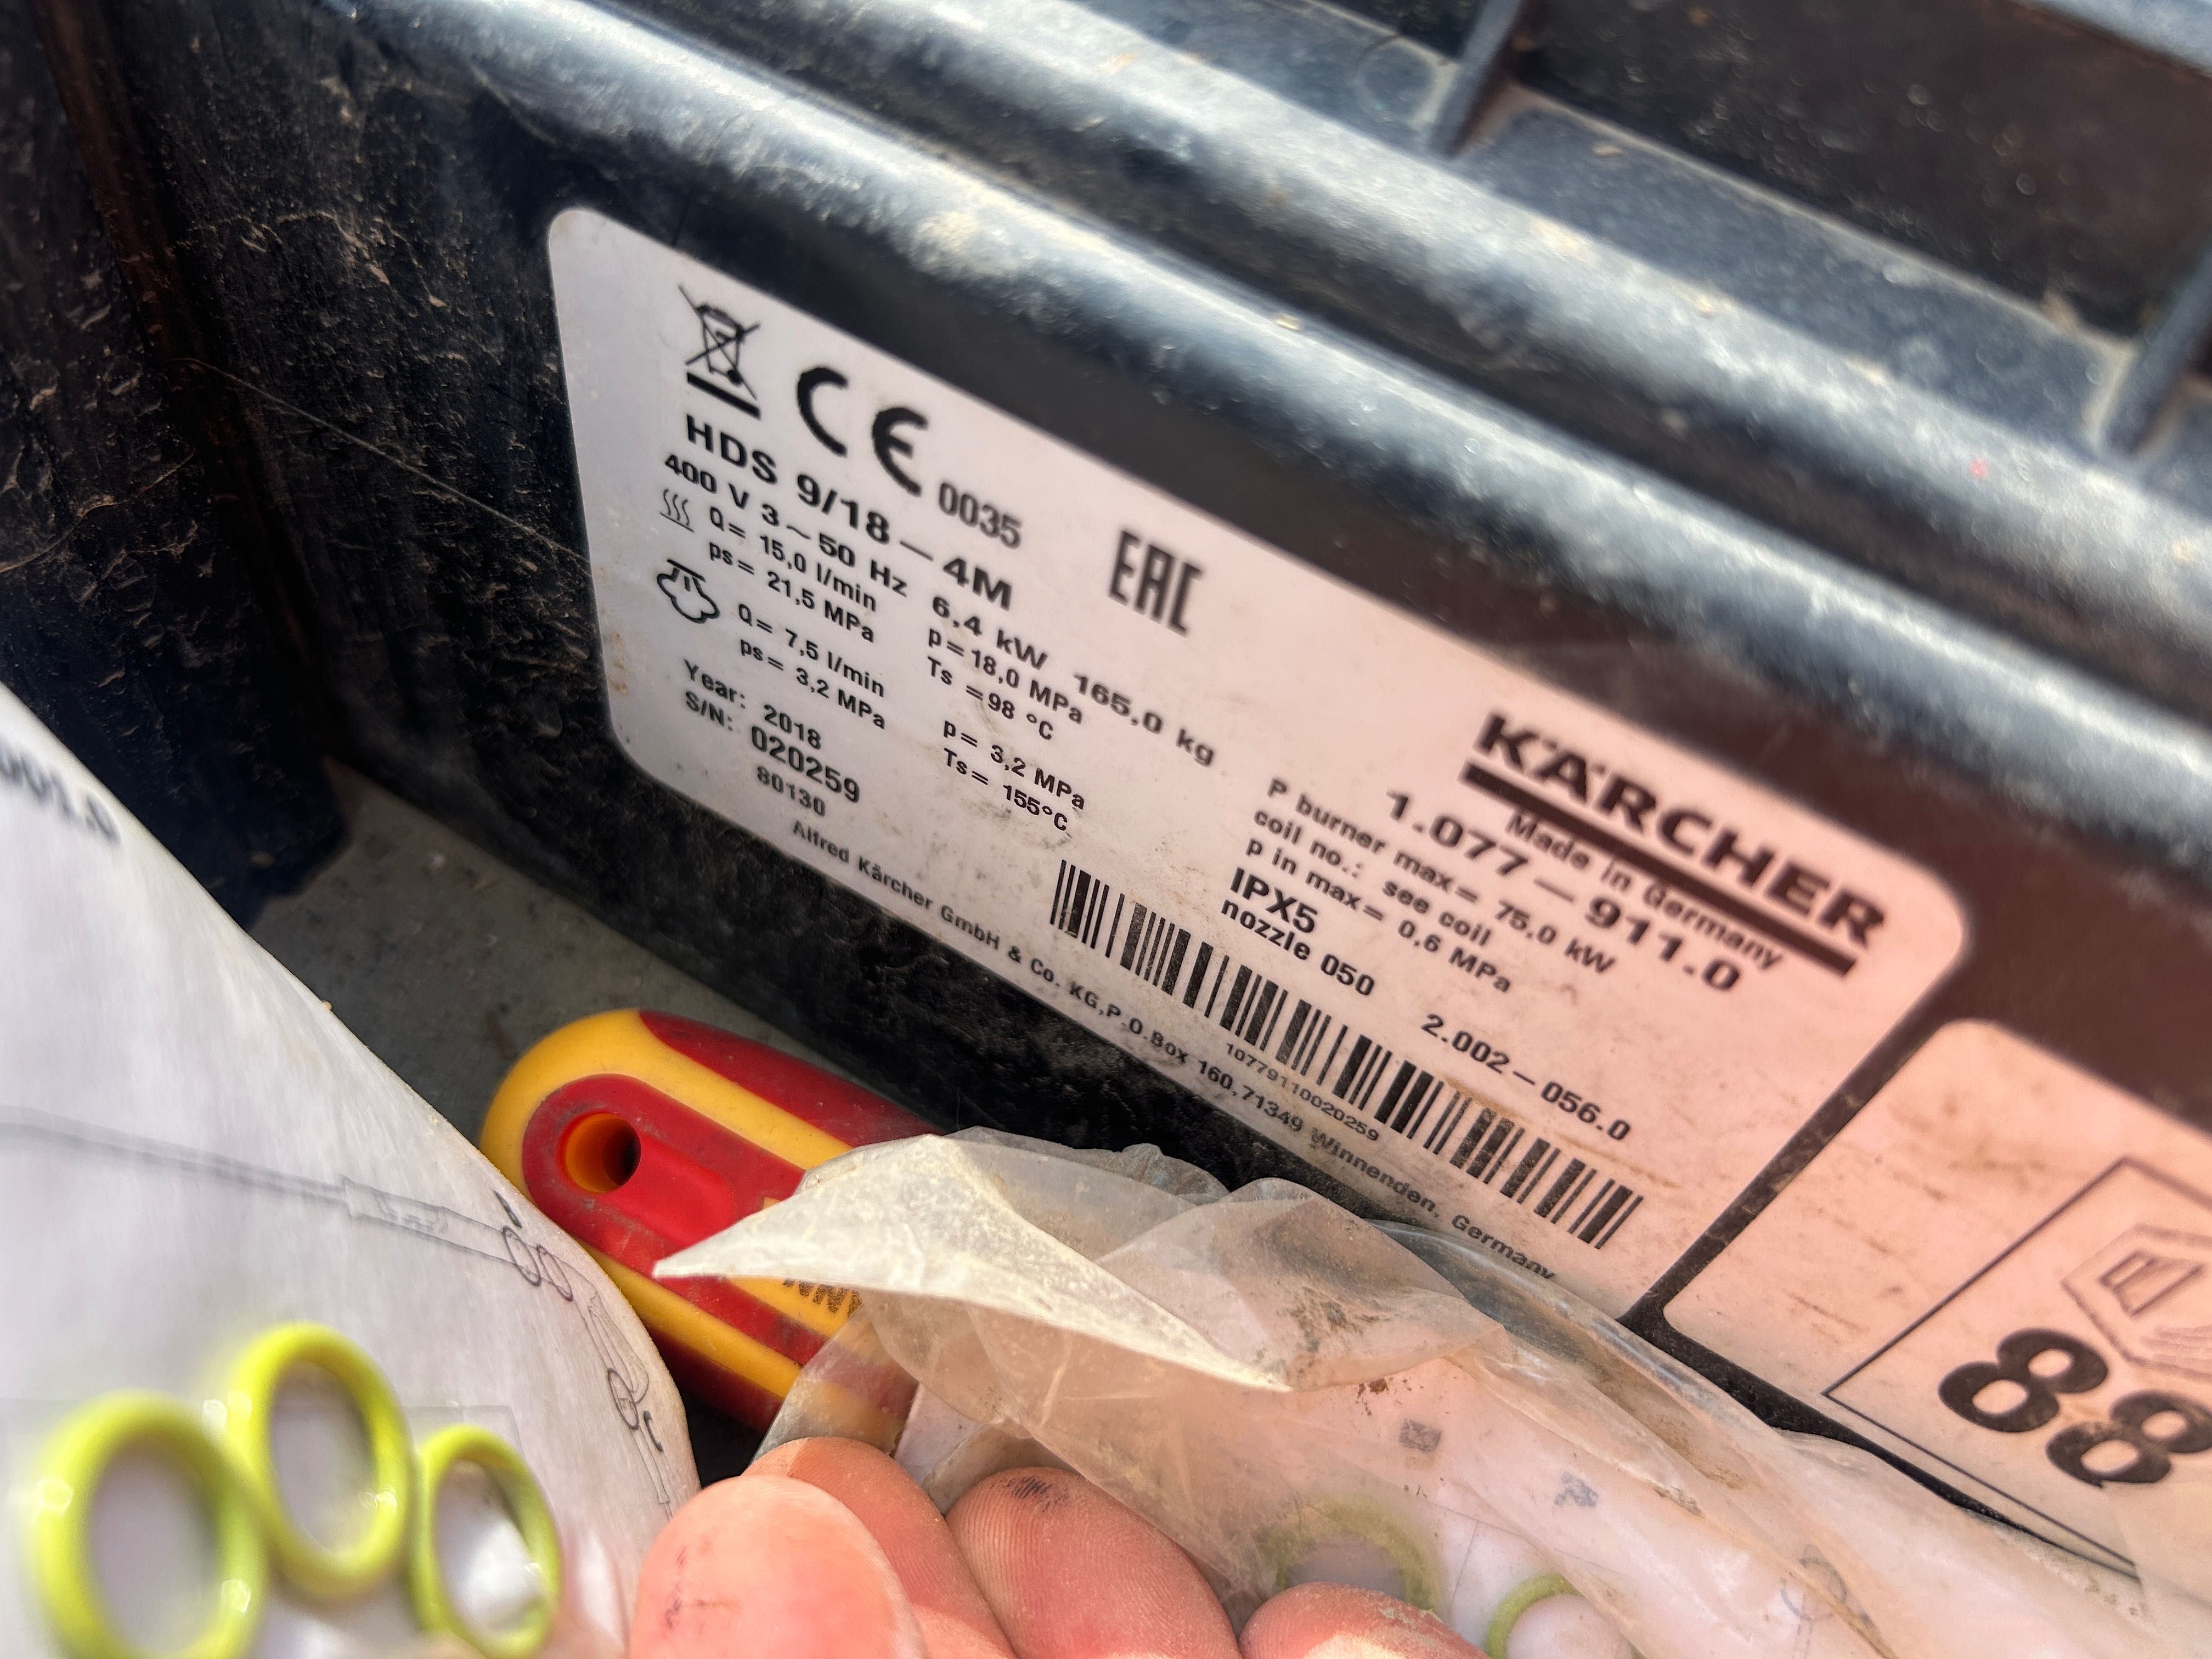 CE 0035
EAC
HDS 9/18 – 4M
400 V 3~50 Hz 6,4 kW 165,0 kg
Q= 15,0 l/min p=18,0 MPa
ps= 21,5 MPa Ts =98 °C
Q= 7,5 l/min p= 3,2 MPa
ps= 3,2 MPa Ts= 155°C
Year: 2018
S/N: 020259
80130
KÄRCHER
Made in Germany
1.077 – 911.0
P burner max= 75,0 kW
coil no.: see coil
p in max= 0,6 MPa
IPX5
nozzle 050 2.002 – 056.0
10779110020259
Alfred Kärcher GmbH & Co. KG,P.O.Box 160,71349 Winnenden, Germany
88